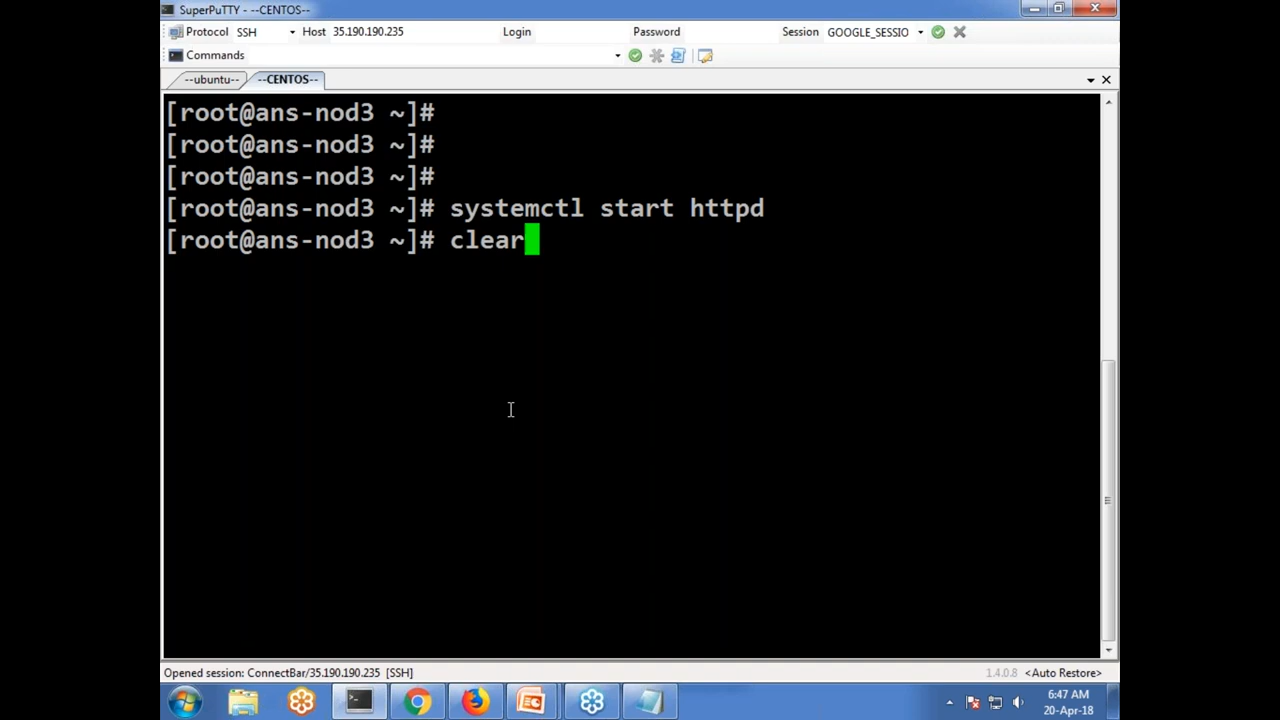 SuperPuTTY - --CENTOS--
Protocol SSH Host 35.190.190.235 Login Password Session GOOGLE_SESSIO
Commands
--ubuntu-- --CENTOS--
[root@ans-nod3 ~]#
[root@ans-nod3 ~]#
[root@ans-nod3 ~]#
[root@ans-nod3 ~]# systemctl start httpd
[root@ans-nod3 ~]# clear
Opened session: ConnectBar/35.190.190.235 [SSH] 1.4.0.8 <Auto Restore>
6:47 AM
20-Apr-18